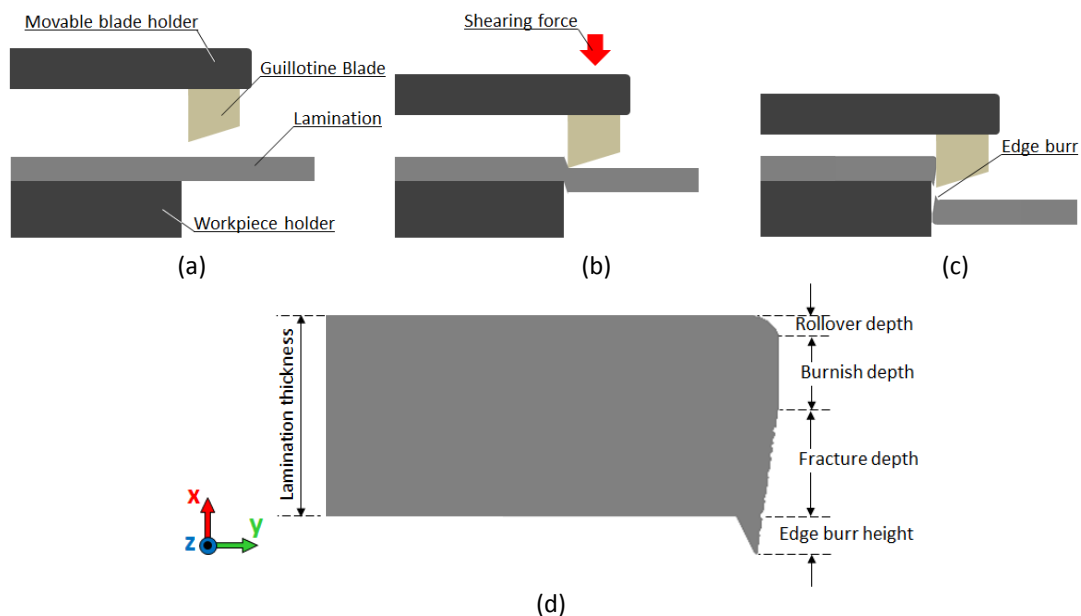 Movable blade holder
Guillotine Blade
Lamination
Workpiece holder
(a)
Shearing force
(b)
Edge burr
(c)
Lamination thickness
Rollover depth
Burnish depth
Fracture depth
Edge burr height
x
y
z
(d)